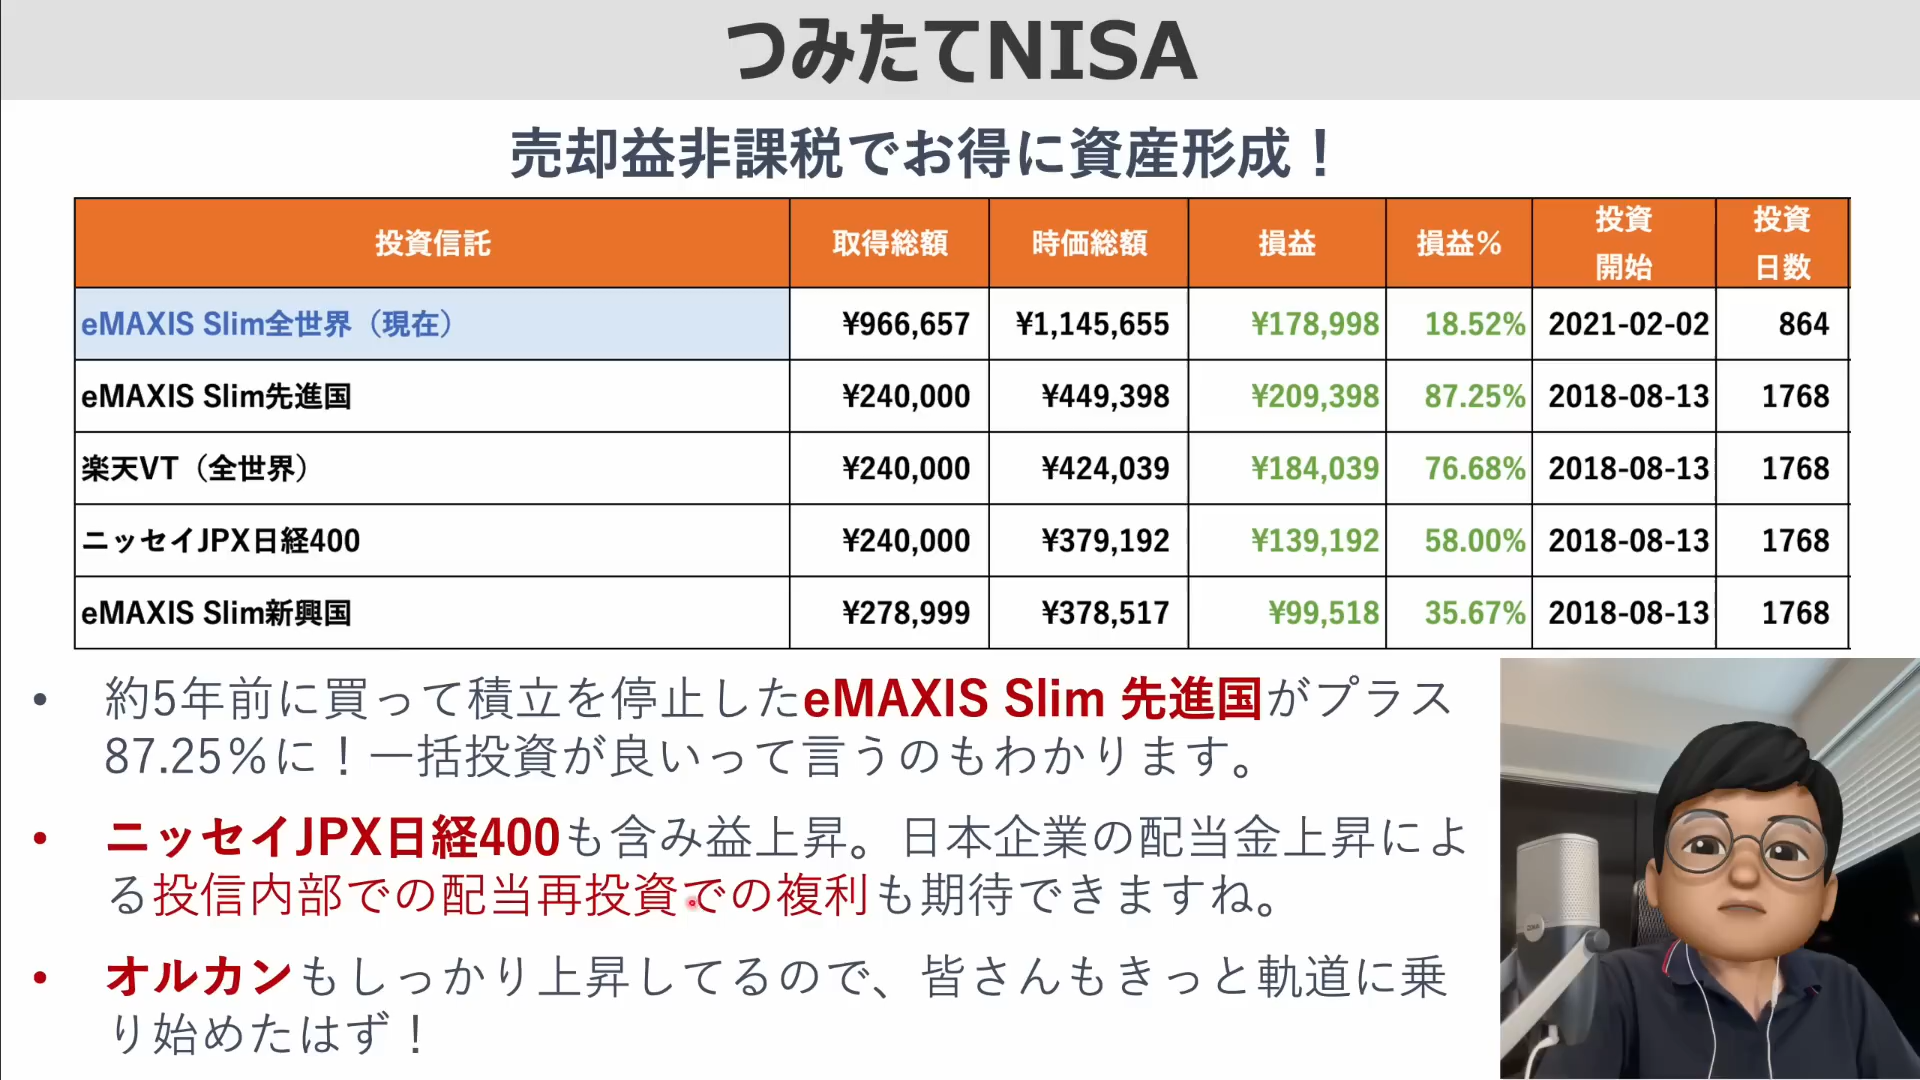 つみたてNISA
売却益非課税でお得に資産形成！
投資信託 取得総額 時価総額 損益 損益% 投資開始 投資日数
eMAXIS Slim全世界（現在） ¥966,657 ¥1,145,655 ¥178,998 18.52% 2021-02-02 864
eMAXIS Slim先進国 ¥240,000 ¥449,398 ¥209,398 87.25% 2018-08-13 1768
楽天VT（全世界） ¥240,000 ¥424,039 ¥184,039 76.68% 2018-08-13 1768
ニッセイJPX日経400 ¥240,000 ¥379,192 ¥139,192 58.00% 2018-08-13 1768
eMAXIS Slim新興国 ¥278,999 ¥378,517 ¥99,518 35.67% 2018-08-13 1768
• 約5年前に買って積立を停止したeMAXIS Slim 先進国がプラス
87.25％に！一括投資が良いって言うのもわかります。
• ニッセイJPX日経400も含み益上昇。日本企業の配当金上昇によ
る投信内部での配当再投資での複利も期待できますね。
• オルカンもしっかり上昇してるので、皆さんもきっと軌道に乗
り始めたはず！